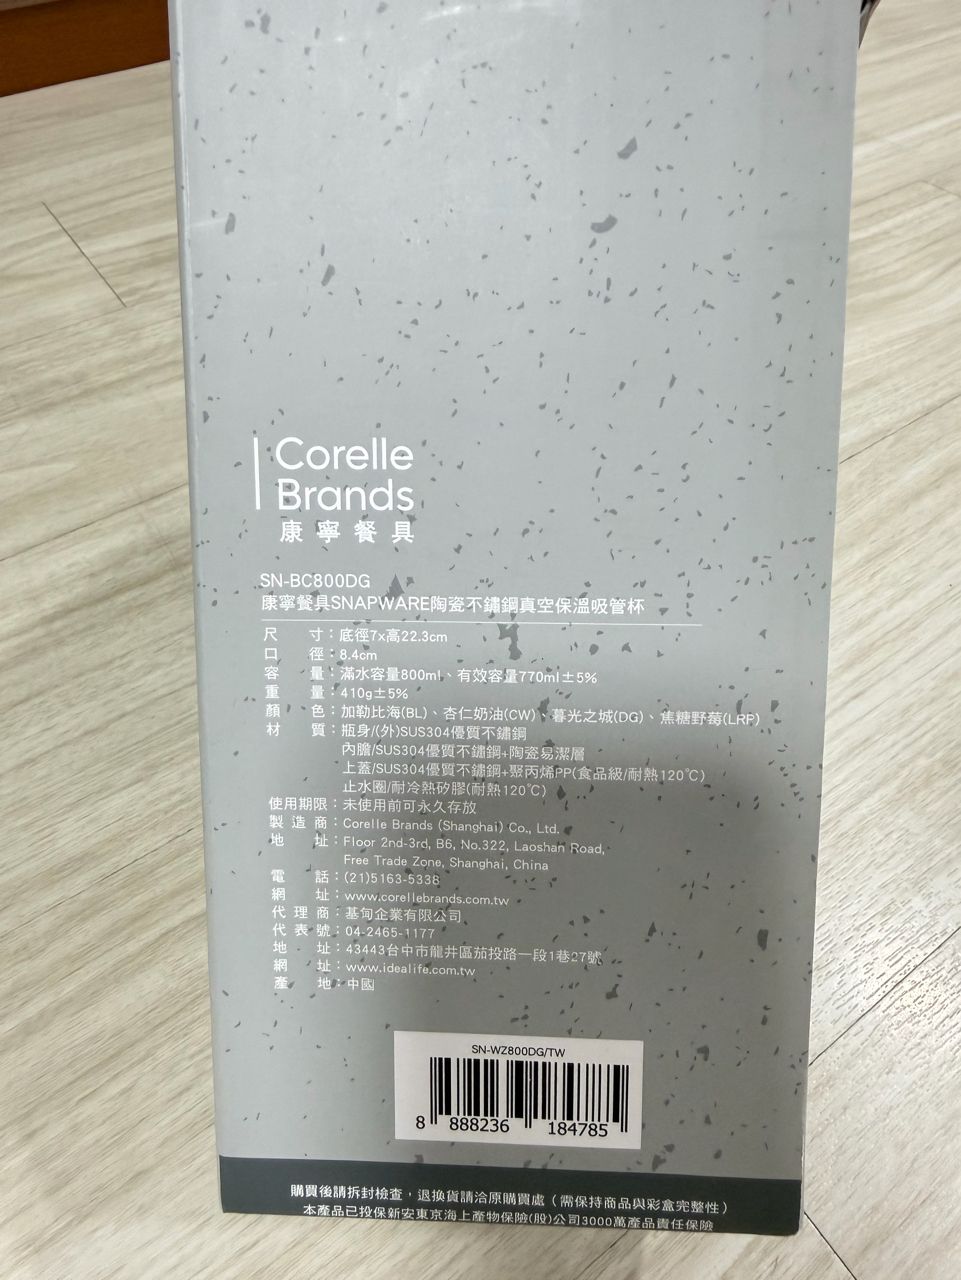 Corelle
Brands
康寧餐具
SN-BC800DG
康寧餐具SNAPWARE陶瓷不鏽鋼真空保溫吸管杯
尺寸：底徑7x高22.3cm
口徑：8.4cm
容量：滿水容量800ml、有效容量770ml±5%
重量：410g±5%
顏色：加勒比海(BL)、杏仁奶油(CW)、暮光之城(DG)、蕉糖野莓(LRP)
材質：瓶身/(外)SUS304優質不鏽鋼
內膽/SUS304優質不鏽鋼+陶瓷易潔層
上蓋/SUS304優質不鏽鋼+聚丙烯PP(食品級/耐熱120℃)
止水圈/耐冷熱矽膠(耐熱120℃)
使用期限：未使用前可永久存放
製造商：Corelle Brands (Shanghai) Co., Ltd.
地址：Floor 2nd-3rd, B6, No.322, Laoshan Road,
Free Trade Zone, Shanghai, China
電話：(21)5163-5338
網址：www.corellebrands.com.tw
代理商：基甸企業有限公司
代表號：04-2465-1177
地址：43443台中市龍井區茄投路一段1巷27號
網址：www.idealife.com.tw
產地：中國
SN-WZ800DG/TW
8 888236 184785
購買後請拆封檢查，退換貨請洽原購買處（需保持商品與彩盒完整性）
本產品已投保新安東京海上產物保險(股)公司3000萬產品責任保險